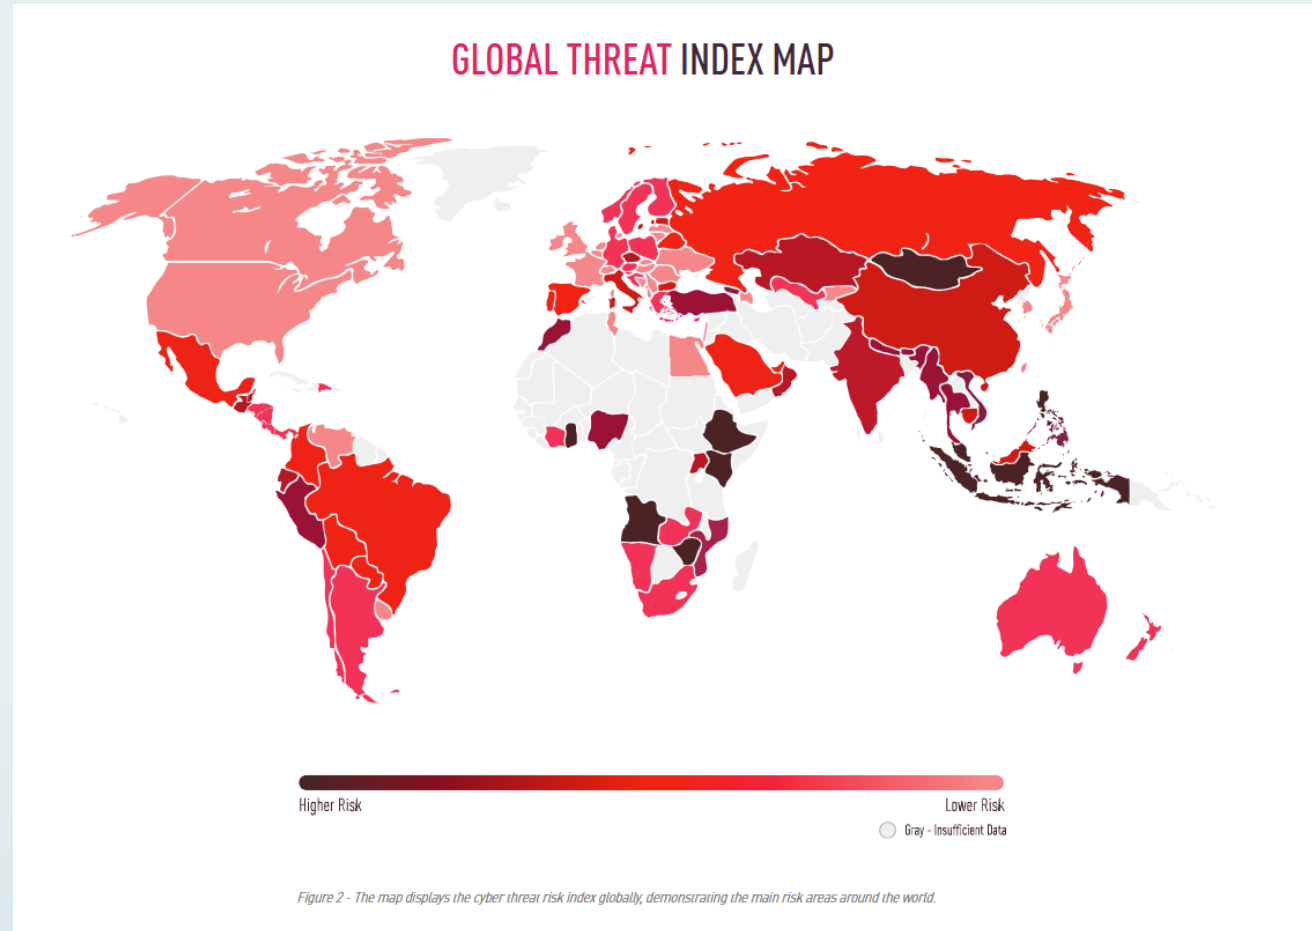 GLOBAL THREAT INDEX MAP
Higher Risk
Lower Risk
Gray - Insufficient Data
Figure 2 - The map displays the cyber threat risk index globally, demonstrating the main risk areas around the world.